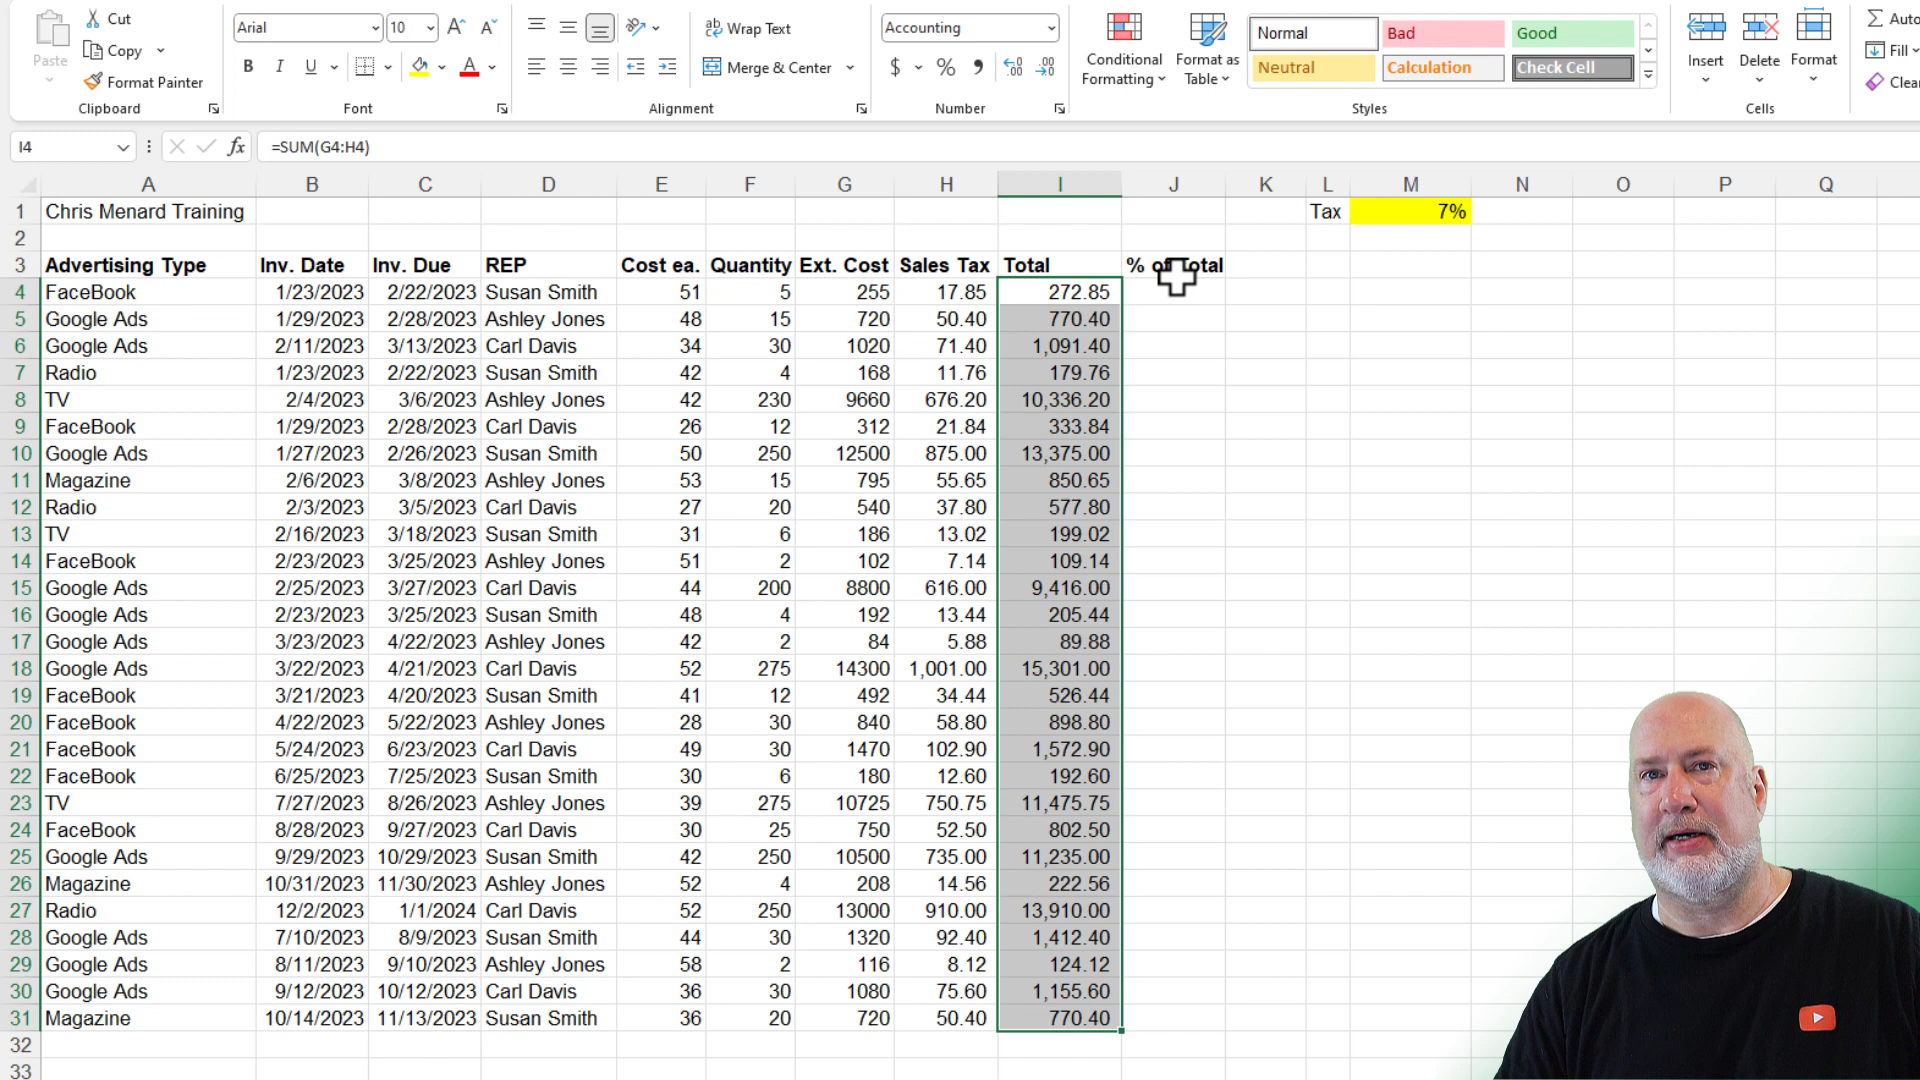 Cut
Copy
Paste
Format Painter
Clipboard
Arial
10
B I U
A
Font
ab Wrap Text
Merge & Center
Alignment
Accounting
$ % 9
Number
Conditional Formatting
Format as Table
Normal
Bad
Good
Neutral
Calculation
Check Cell
Styles
Insert
Delete
Format
Cells
Auto
Fill
Clea
I4
fx
=SUM(G4:H4)
A B C D E F G H I J K L M N O P Q
1 Chris Menard Training Tax 7%
2
3 Advertising Type Inv. Date Inv. Due REP Cost ea. Quantity Ext. Cost Sales Tax Total % of Total
4 FaceBook 1/23/2023 2/22/2023 Susan Smith 51 5 255 17.85 272.85
5 Google Ads 1/29/2023 2/28/2023 Ashley Jones 48 15 720 50.40 770.40
6 Google Ads 2/11/2023 3/13/2023 Carl Davis 34 30 1020 71.40 1,091.40
7 Radio 1/23/2023 2/22/2023 Susan Smith 42 4 168 11.76 179.76
8 TV 2/4/2023 3/6/2023 Ashley Jones 42 230 9660 676.20 10,336.20
9 FaceBook 1/29/2023 2/28/2023 Carl Davis 26 12 312 21.84 333.84
10 Google Ads 1/27/2023 2/26/2023 Susan Smith 50 250 12500 875.00 13,375.00
11 Magazine 2/6/2023 3/8/2023 Ashley Jones 53 15 795 55.65 850.65
12 Radio 2/3/2023 3/5/2023 Carl Davis 27 20 540 37.80 577.80
13 TV 2/16/2023 3/18/2023 Susan Smith 31 6 186 13.02 199.02
14 FaceBook 2/23/2023 3/25/2023 Ashley Jones 51 2 102 7.14 109.14
15 Google Ads 2/25/2023 3/27/2023 Carl Davis 44 200 8800 616.00 9,416.00
16 Google Ads 2/23/2023 3/25/2023 Susan Smith 48 4 192 13.44 205.44
17 Google Ads 3/23/2023 4/22/2023 Ashley Jones 42 2 84 5.88 89.88
18 Google Ads 3/22/2023 4/21/2023 Carl Davis 52 275 14300 1,001.00 15,301.00
19 FaceBook 3/21/2023 4/20/2023 Susan Smith 41 12 492 34.44 526.44
20 FaceBook 4/22/2023 5/22/2023 Ashley Jones 28 30 840 58.80 898.80
21 FaceBook 5/24/2023 6/23/2023 Carl Davis 49 30 1470 102.90 1,572.90
22 FaceBook 6/25/2023 7/25/2023 Susan Smith 30 6 180 12.60 192.60
23 TV 7/27/2023 8/26/2023 Ashley Jones 39 275 10725 750.75 11,475.75
24 FaceBook 8/28/2023 9/27/2023 Carl Davis 30 25 750 52.50 802.50
25 Google Ads 9/29/2023 10/29/2023 Susan Smith 42 250 10500 735.00 11,235.00
26 Magazine 10/31/2023 11/30/2023 Ashley Jones 52 4 208 14.56 222.56
27 Radio 12/2/2023 1/1/2024 Carl Davis 52 250 13000 910.00 13,910.00
28 Google Ads 7/10/2023 8/9/2023 Susan Smith 44 30 1320 92.40 1,412.40
29 Google Ads 8/11/2023 9/10/2023 Ashley Jones 58 2 116 8.12 124.12
30 Google Ads 9/12/2023 10/12/2023 Carl Davis 36 30 1080 75.60 1,155.60
31 Magazine 10/14/2023 11/13/2023 Susan Smith 36 20 720 50.40 770.40
32
33